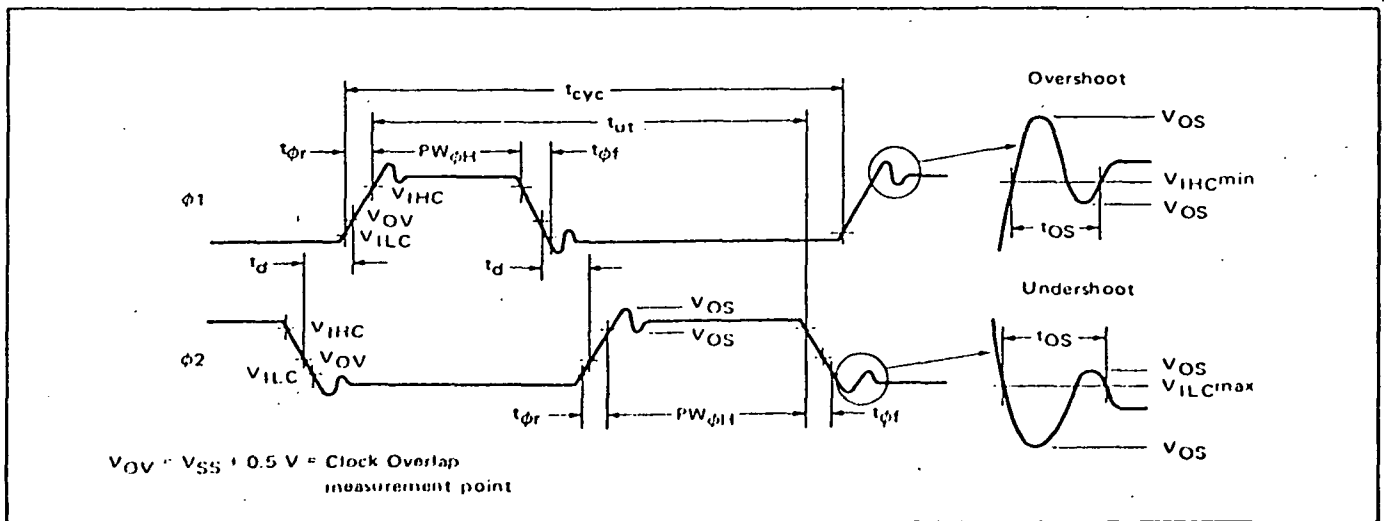 Overshoot
tcyc
VOS
tut
tφr
PWφH
tφf
VIHC
VIHCmin
φ1
VOV
VOS
VILC
tOS
td
td
Undershoot
VOS
VIHC
VOS
tOS
φ2
VOV
VOS
VILC
VILCmax
tφr
PWφH
tφf
VOS
VOV = VSS + 0.5 V = Clock Overlap
measurement point